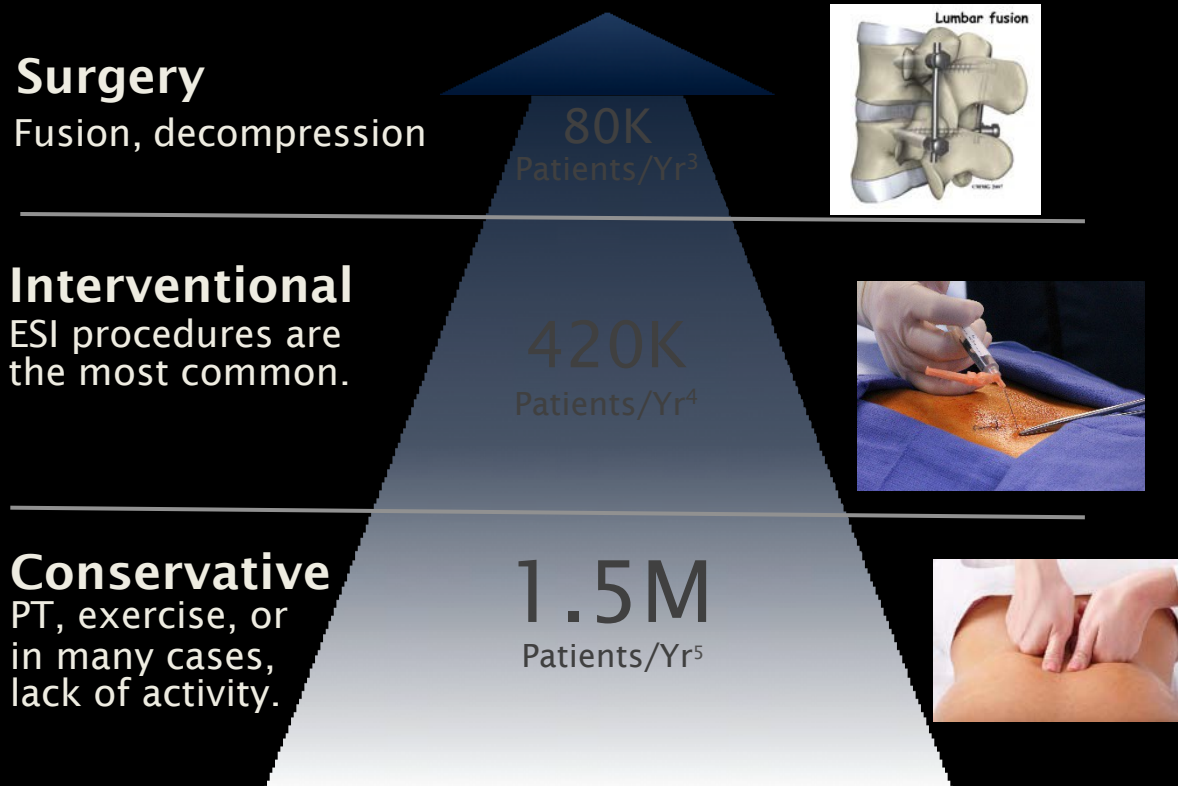 Surgery
Fusion, decompression
80K
Patients/Yr³
Lumbar fusion
Interventional
ESI procedures are
the most common.
420K
Patients/Yr⁴
Conservative
PT, exercise, or
in many cases,
lack of activity.
1.5M
Patients/Yr⁵